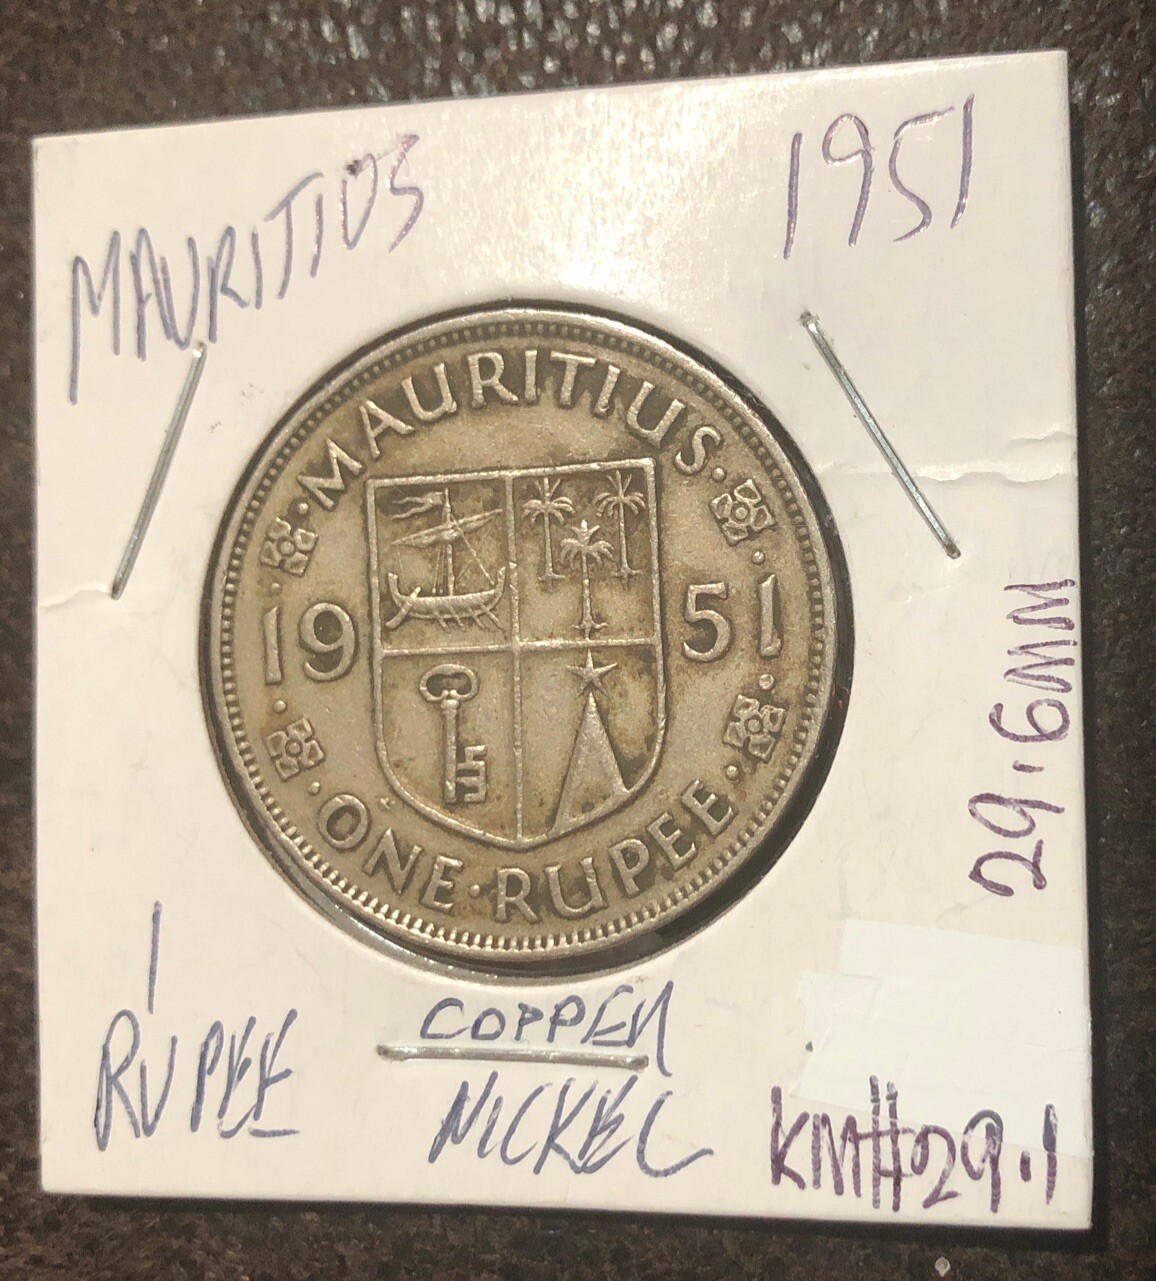 MAURITIUS
1951
MAURITIUS
19 51
ONE·RUPEE
29.6MM
1
RUPEE
COPPER
NICKEL
KM#29.1